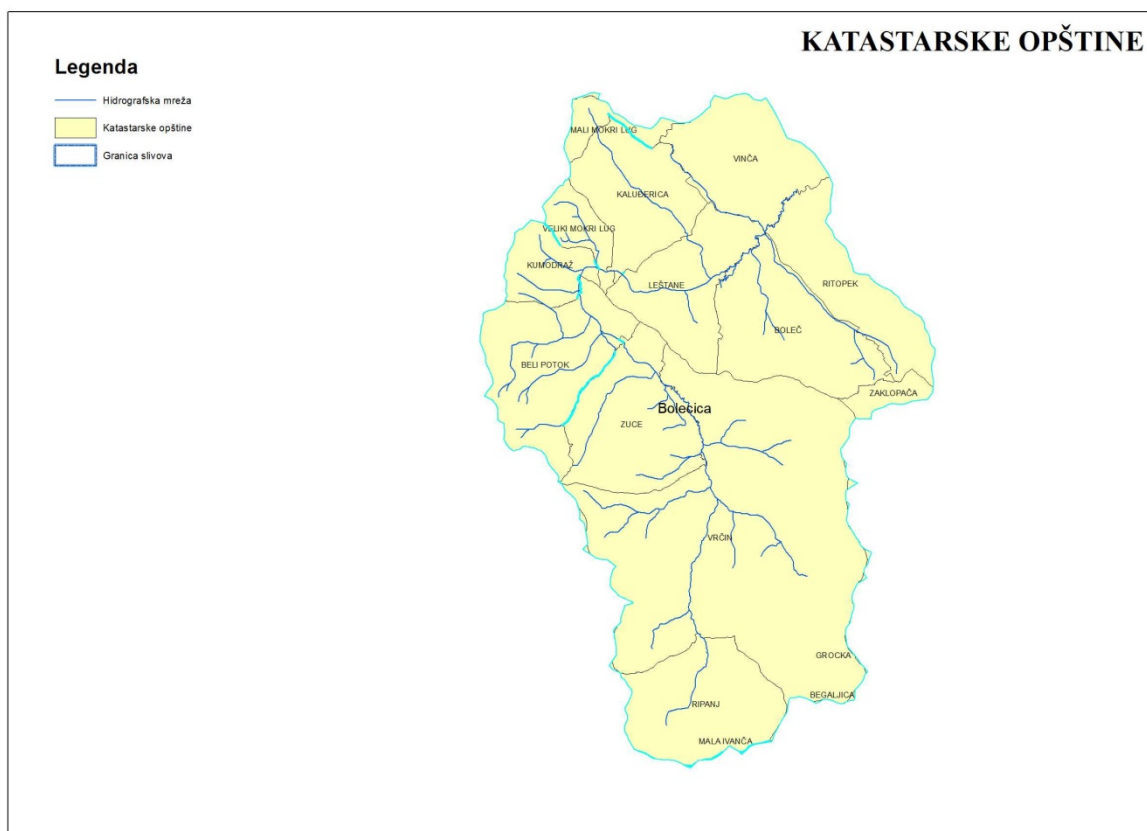 KATASTARSKE OPŠTINE
Legenda
Hidrografska mreža
Katastarske opštine
Granica slivova
MALI MOKRI LUG
VINČA
KALUĐERICA
VELIKI MOKRI LUG
KUMODRAŽ
LEŠTANE
RITOPEK
BOLEČ
BELI POTOK
ZAKLOPAČA
Bolečica
ZUCE
VRČIN
GROCKA
BEGALJICA
RIPANJ
MALA IVANČA